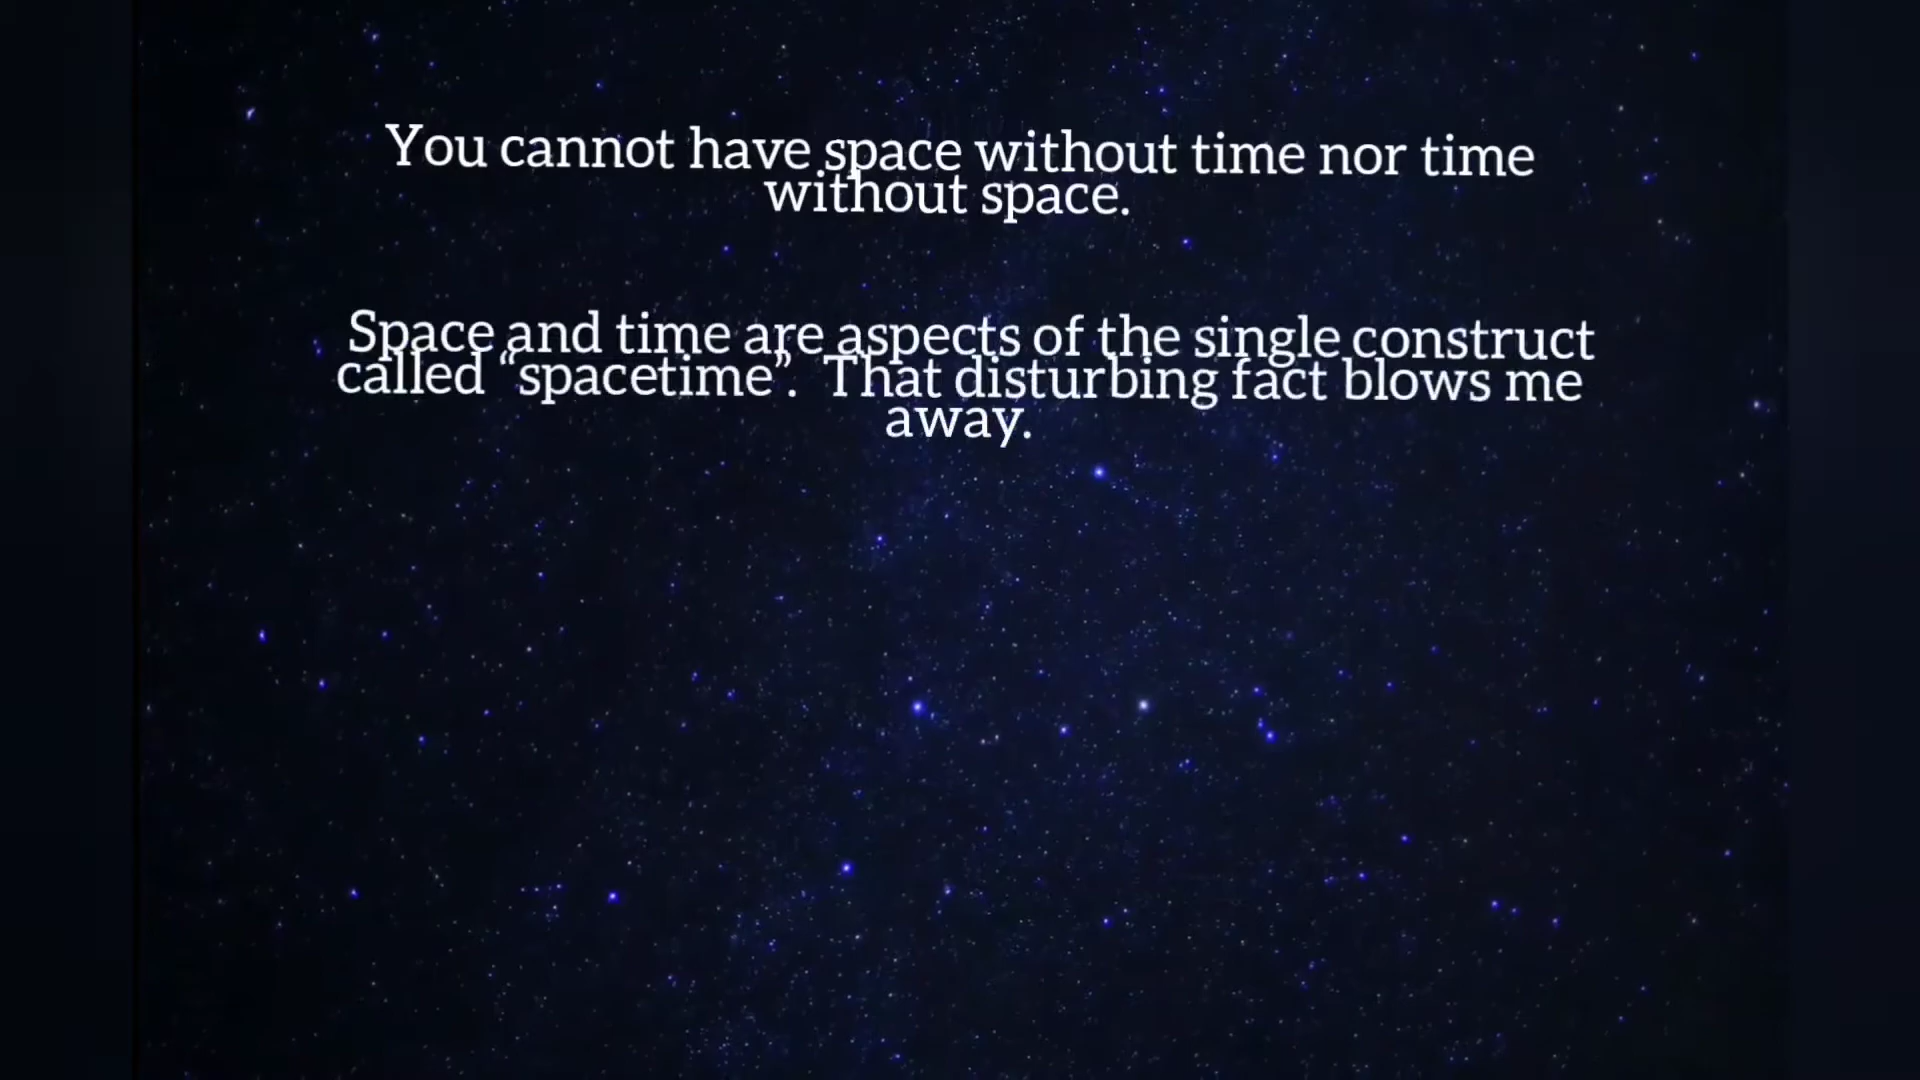 You cannot have space without time nor time
without space.
Space and time are aspects of the single construct
called “spacetime”. That disturbing fact blows me
away.